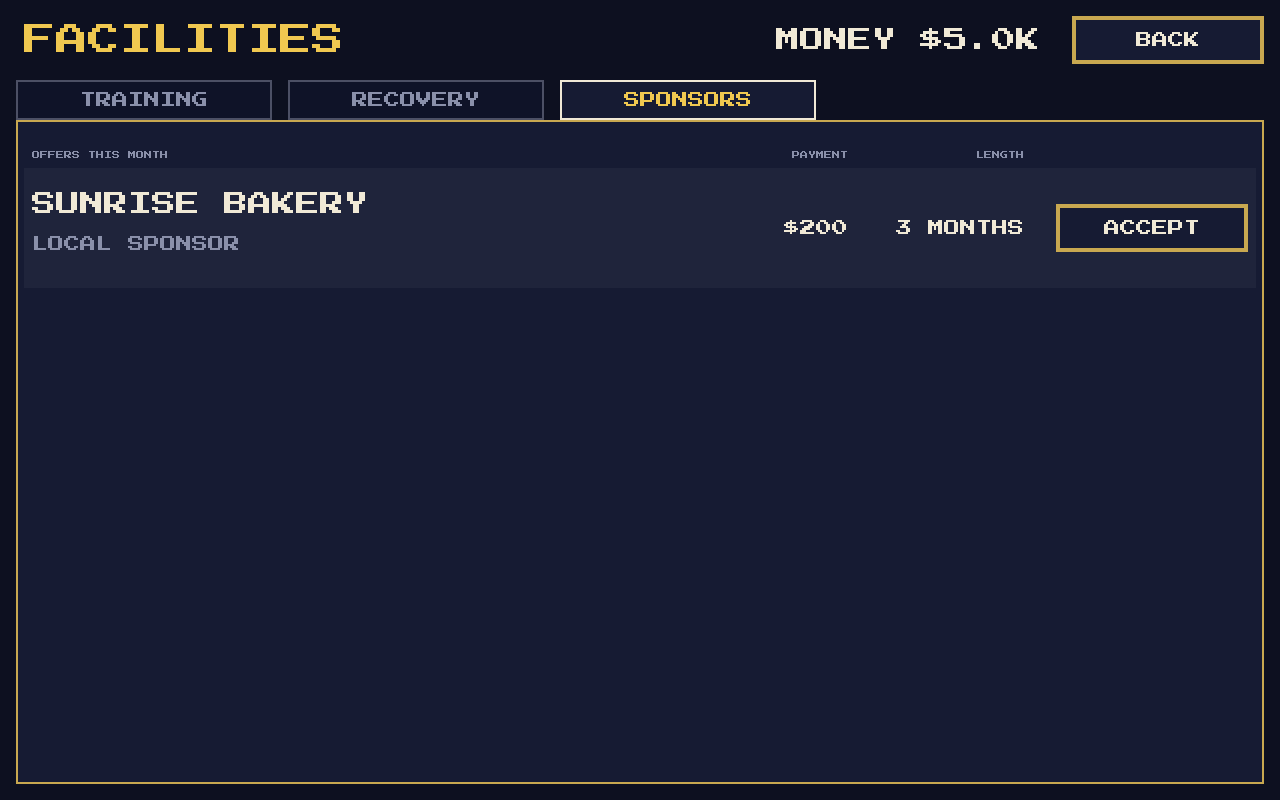 FACILITIES
MONEY $5.0K
BACK
TRAINING
RECOVERY
SPONSORS
OFFERS THIS MONTH
PAYMENT
LENGTH
SUNRISE BAKERY
LOCAL SPONSOR
$200
3 MONTHS
ACCEPT